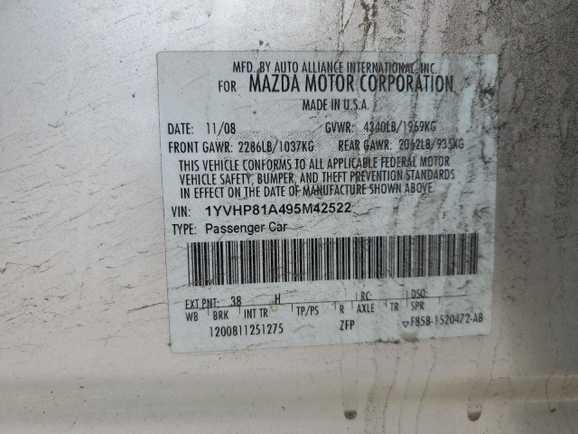 MFD. BY AUTO ALLIANCE INTERNATIONAL, INC.
FOR MAZDA MOTOR CORPORATION
MADE IN U.S.A.
DATE: 11/08 GVWR: 4340LB/1969KG
FRONT GAWR: 2286LB/1037KG REAR GAWR: 2062LB/935KG
THIS VEHICLE CONFORMS TO ALL APPLICABLE FEDERAL MOTOR
VEHICLE SAFETY, BUMPER, AND THEFT PREVENTION STANDARDS
IN EFFECT ON THE DATE OF MANUFACTURE SHOWN ABOVE.
VIN: 1YVHP81A495M42522
TYPE: Passenger Car
EXT PNT: 38 H RC: DSO:
WB BRK INT TR TP/PS R AXLE TR SPR
1200811251275 ZFP F858-1520472-AB